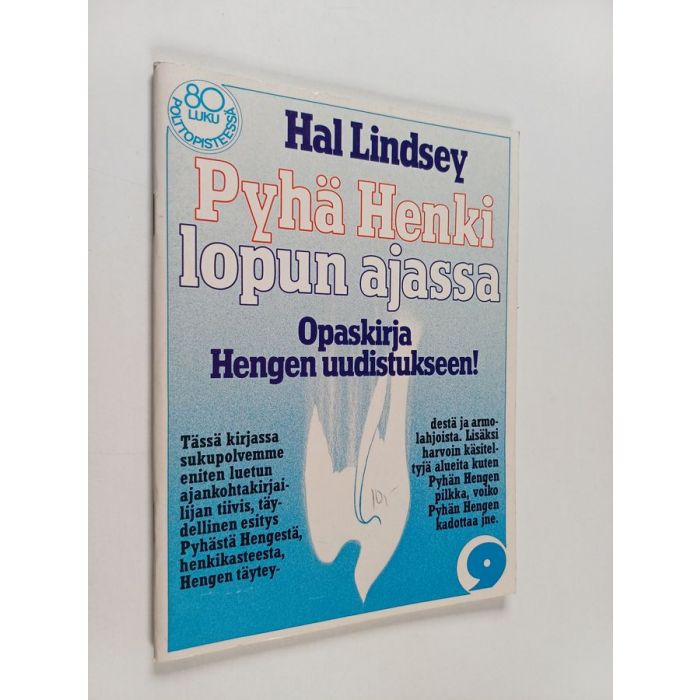 80
LUKU
POLTTOPISTEESSÄ
Hal Lindsey
Pyhä Henki
lopun ajassa
Opaskirja
Hengen uudistukseen!
Tässä kirjassa
sukupolvemme
eniten luetun
ajankohtakirjai-
lijan tiivis, täy-
dellinen esitys
Pyhästä Hengestä,
henkikasteesta,
Hengen täytey-
destä ja armo-
lahjoista. Lisäksi
harvoin käsitel-
tyjä alueita kuten
Pyhän Hengen
pilkka, voiko
Pyhän Hengen
kadottaa jne.
10,-
9